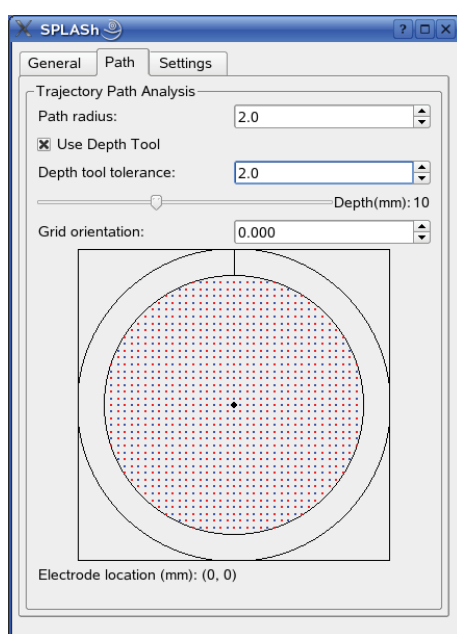 SPLASh
General Path Settings
Trajectory Path Analysis
Path radius: 2.0
Use Depth Tool
Depth tool tolerance: 2.0
Depth(mm): 10
Grid orientation: 0.000
Electrode location (mm): (0, 0)